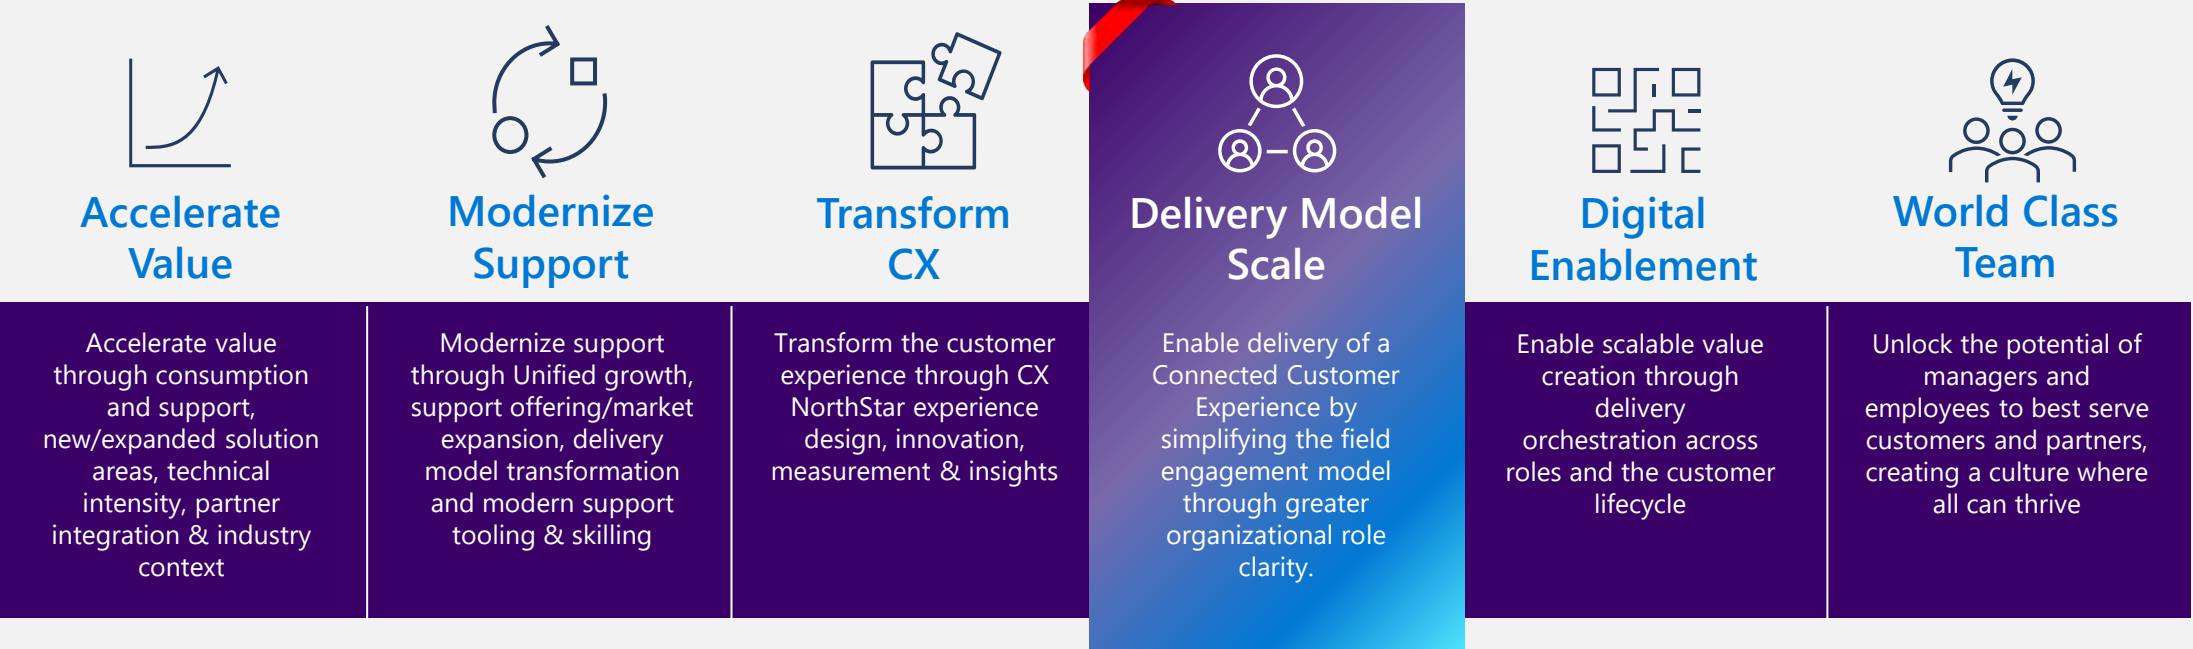 Accelerate
Value
Accelerate value
through consumption
and support,
new/expanded solution
areas, technical
intensity, partner
integration & industry
context
Modernize
Support
Modernize support
through Unified growth,
support offering/market
expansion, delivery
model transformation
and modern support
tooling & skilling
Transform
CX
Transform the customer
experience through CX
NorthStar experience
design, innovation,
measurement & insights
Delivery Model
Scale
Enable delivery of a
Connected Customer
Experience by
simplifying the field
engagement model
through greater
organizational role
clarity.
Digital
Enablement
Enable scalable value
creation through
delivery
orchestration across
roles and the customer
lifecycle
World Class
Team
Unlock the potential of
managers and
employees to best serve
customers and partners,
creating a culture where
all can thrive